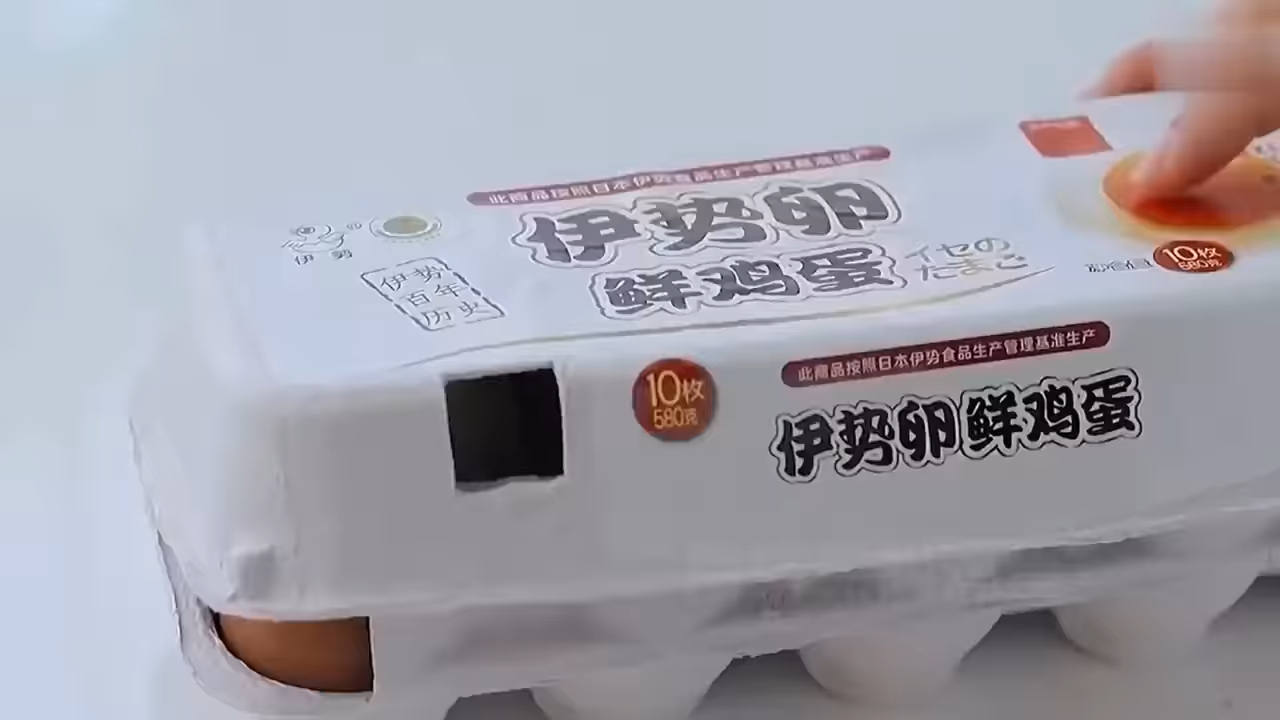 此商品按照日本伊势食品生产管理基准生产
伊势卵
鲜鸡蛋
イセの
たまご
伊势
伊势
百年
历史
10枚
580克
10枚
580克
此商品按照日本伊势食品生产管理基准生产
伊势卵鲜鸡蛋